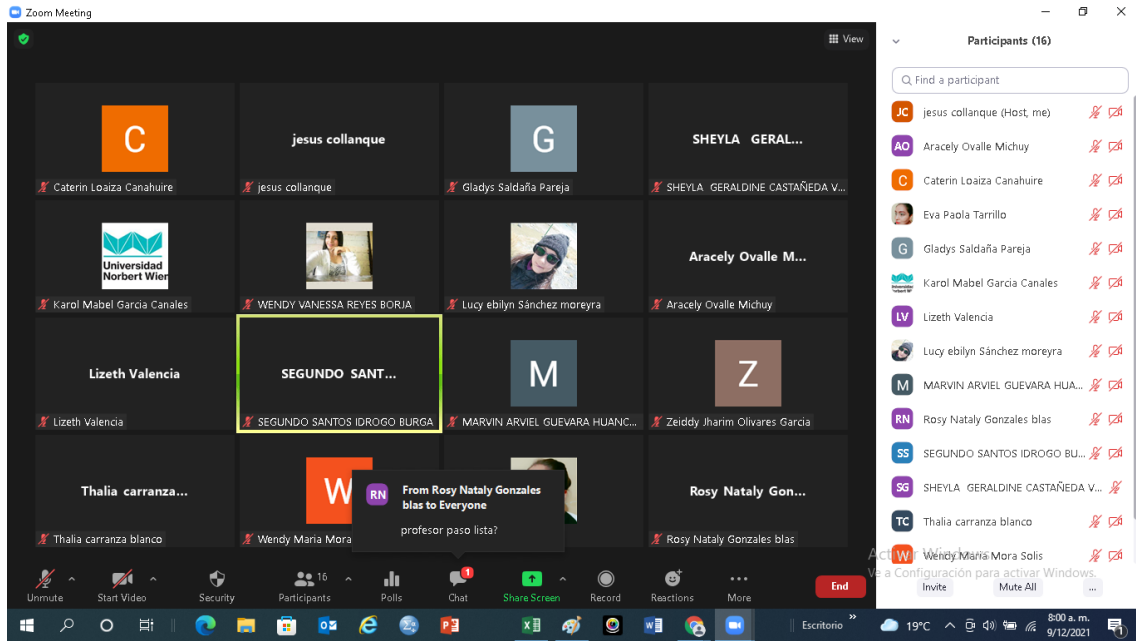 Zoom Meeting
View
C
Caterin Loaiza Canahuire
jesus collanque
jesus collanque
G
Gladys Saldaña Pareja
SHEYLA GERAL...
SHEYLA GERALDINE CASTAÑEDA V...
Universidad
Norbert Wien
Karol Mabel Garcia Canales
WENDY VANESSA REYES BORJA
Lucy ebilyn Sánchez moreyra
Aracely Ovalle M...
Aracely Ovalle Michuy
Lizeth Valencia
Lizeth Valencia
SEGUNDO SANT...
SEGUNDO SANTOS IDROGO BURGA
M
MARVIN ARVIEL GUEVARA HUANC...
Z
Zeiddy Jharim Olivares Garcia
Thalia carranza...
Thalia carranza blanco
W
Wendy Maria Mora
RN
From Rosy Nataly Gonzales
blas to Everyone
profesor paso lista?
Rosy Nataly Gon...
Rosy Nataly Gonzales blas
Unmute
Start Video
Security
16
Participants
Polls
1
Chat
Share Screen
Record
Reactions
More
End
Participants (16)
Find a participant
JC jesus collanque (Host, me)
AO Aracely Ovalle Michuy
C Caterin Loaiza Canahuire
Eva Paola Tarrillo
G Gladys Saldaña Pareja
Karol Mabel Garcia Canales
LV Lizeth Valencia
Lucy ebilyn Sánchez moreyra
M MARVIN ARVIEL GUEVARA HUA...
RN Rosy Nataly Gonzales blas
SS SEGUNDO SANTOS IDROGO BU...
SG SHEYLA GERALDINE CASTAÑEDA V...
TC Thalia carranza blanco
W Wendy Maria Mora Solis
Activar Windows
Ve a Configuración para activar Windows.
Invite
Mute All
...
Escritorio
19°C
8:00 a. m.
9/12/2021
1